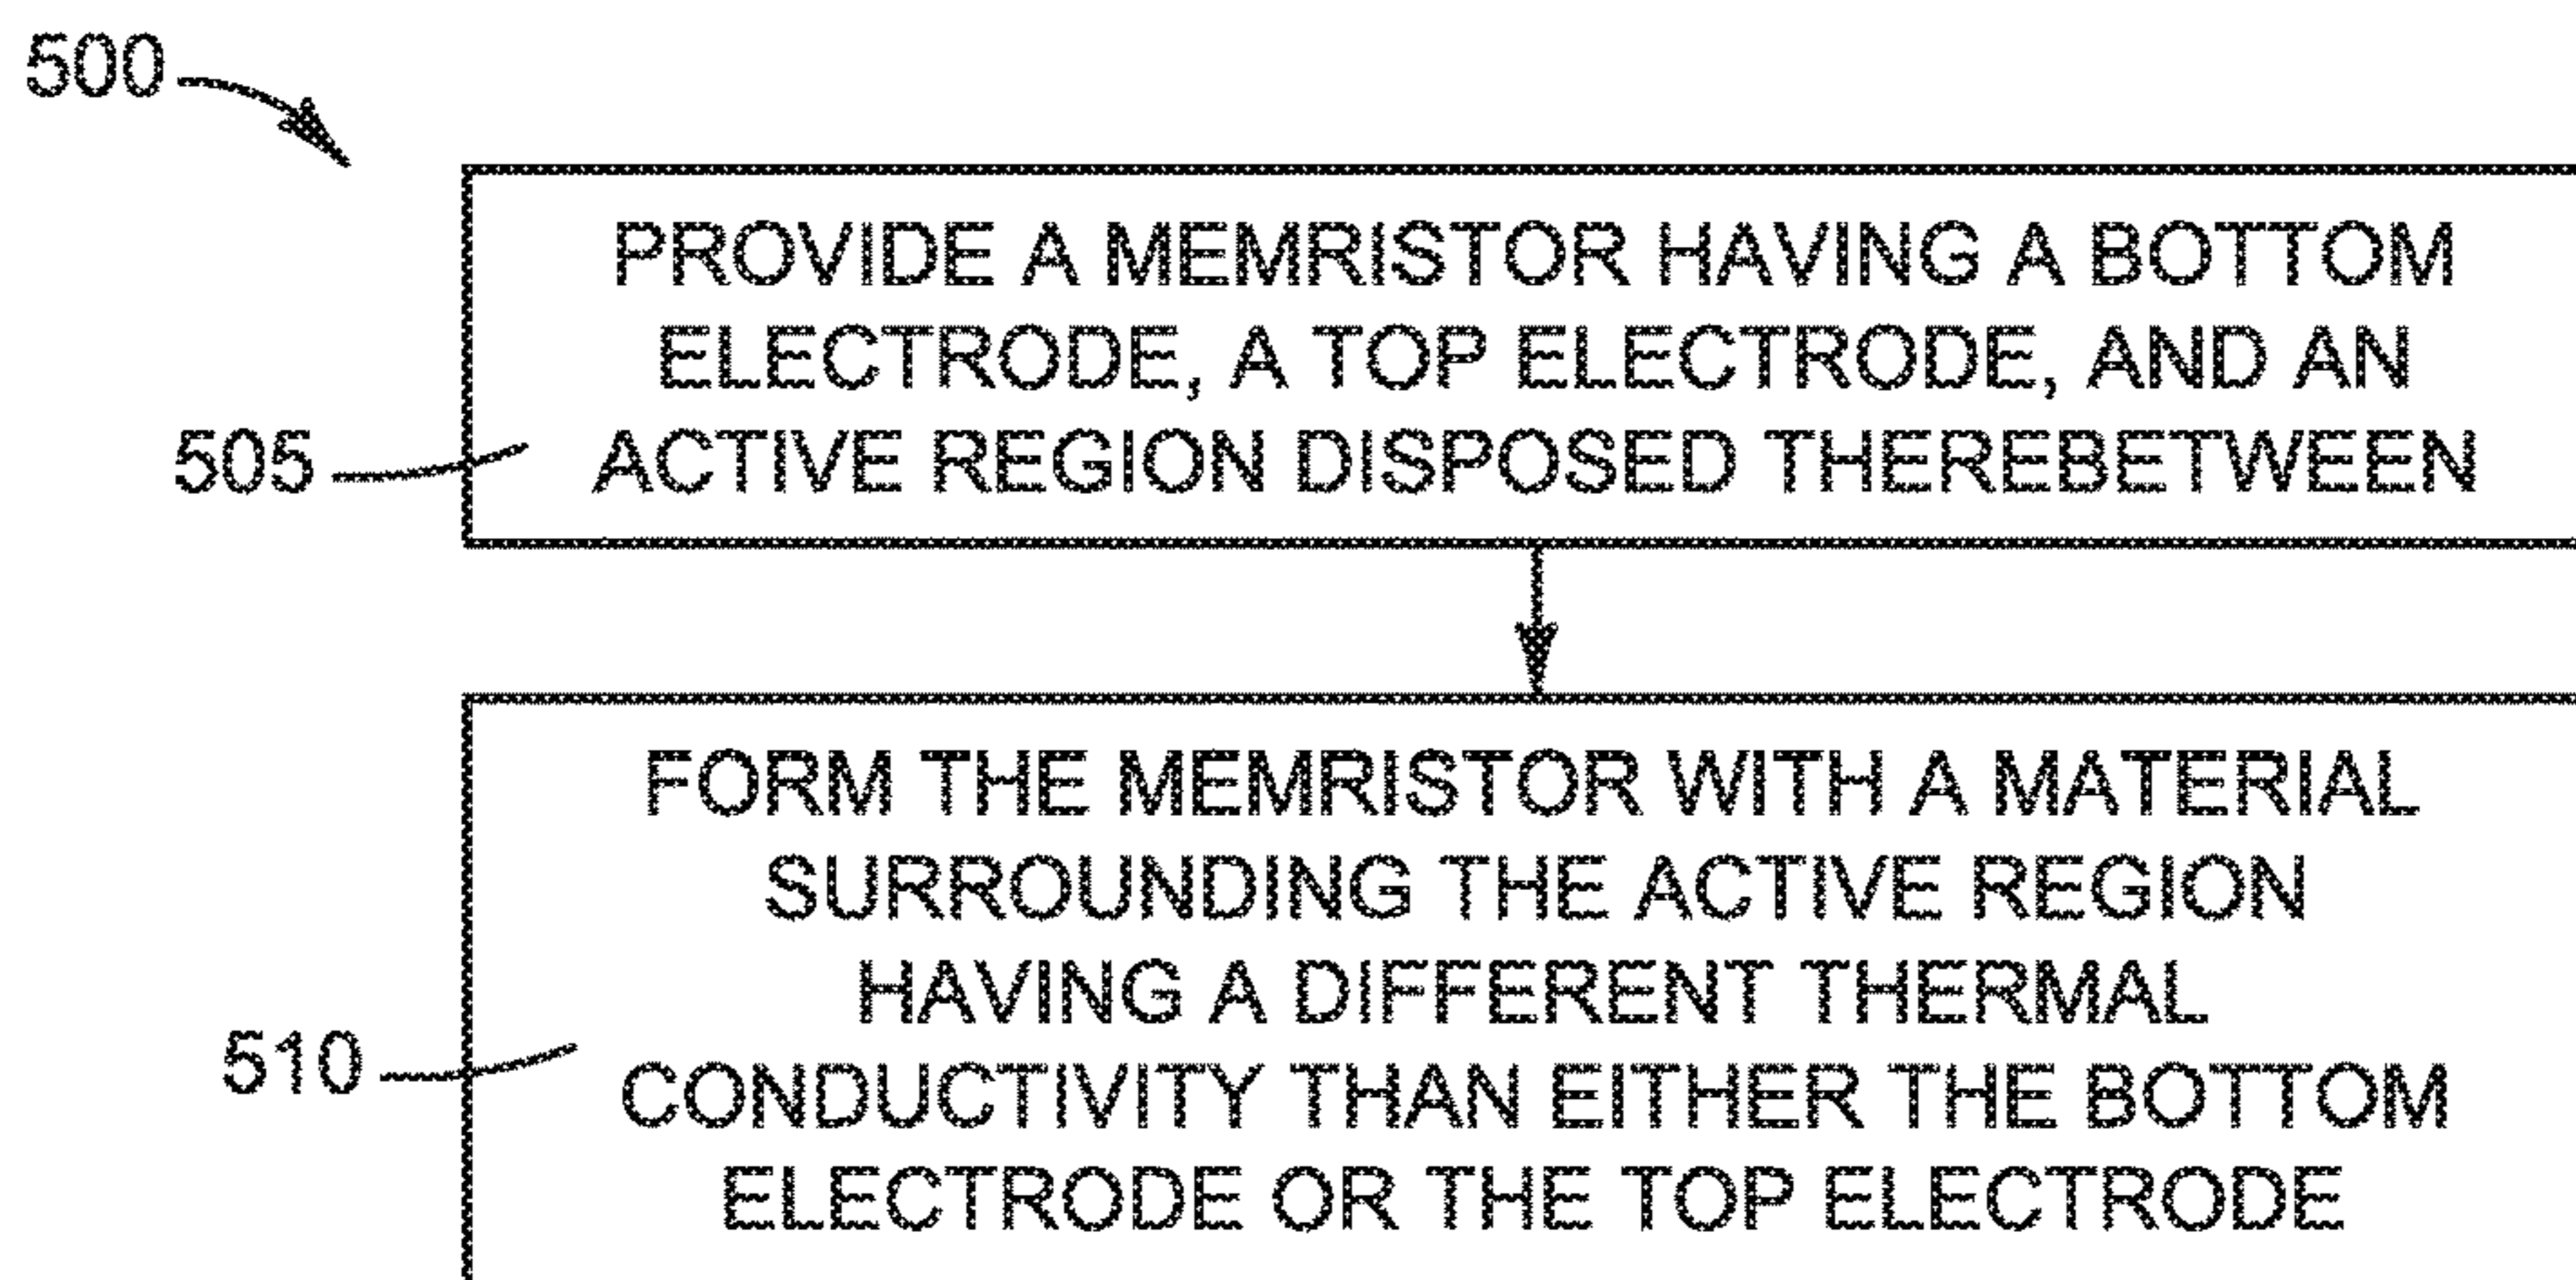 500
PROVIDE A MEMRISTOR HAVING A BOTTOM
ELECTRODE, A TOP ELECTRODE, AND AN
505 ACTIVE REGION DISPOSED THEREBETWEEN
FORM THE MEMRISTOR WITH A MATERIAL
SURROUNDING THE ACTIVE REGION
HAVING A DIFFERENT THERMAL
510
CONDUCTIVITY THAN EITHER THE BOTTOM
ELECTRODE OR THE TOP ELECTRODE